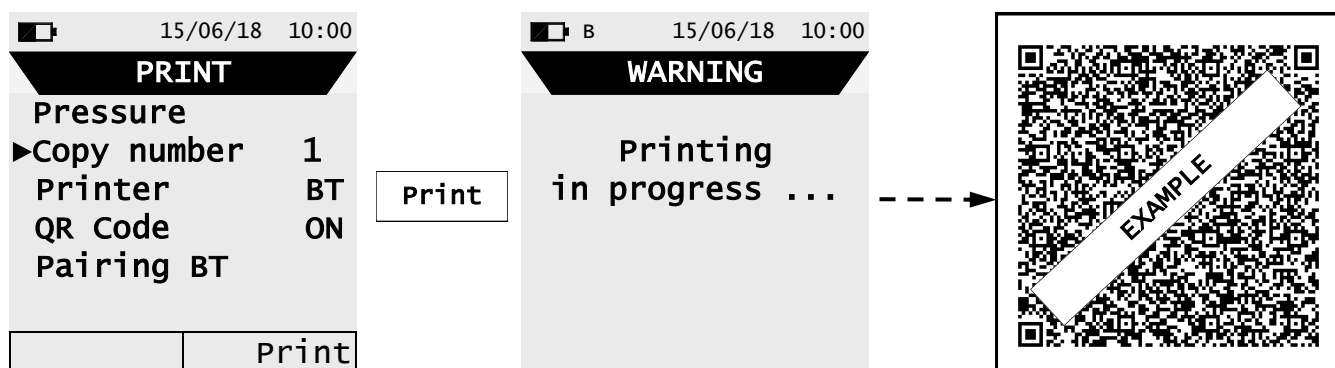 15/06/18 10:00
PRINT
Pressure
▶Copy number 1
Printer BT
QR Code ON
Pairing BT
Print
Print
B 15/06/18 10:00
WARNING
Printing
in progress ...
EXAMPLE